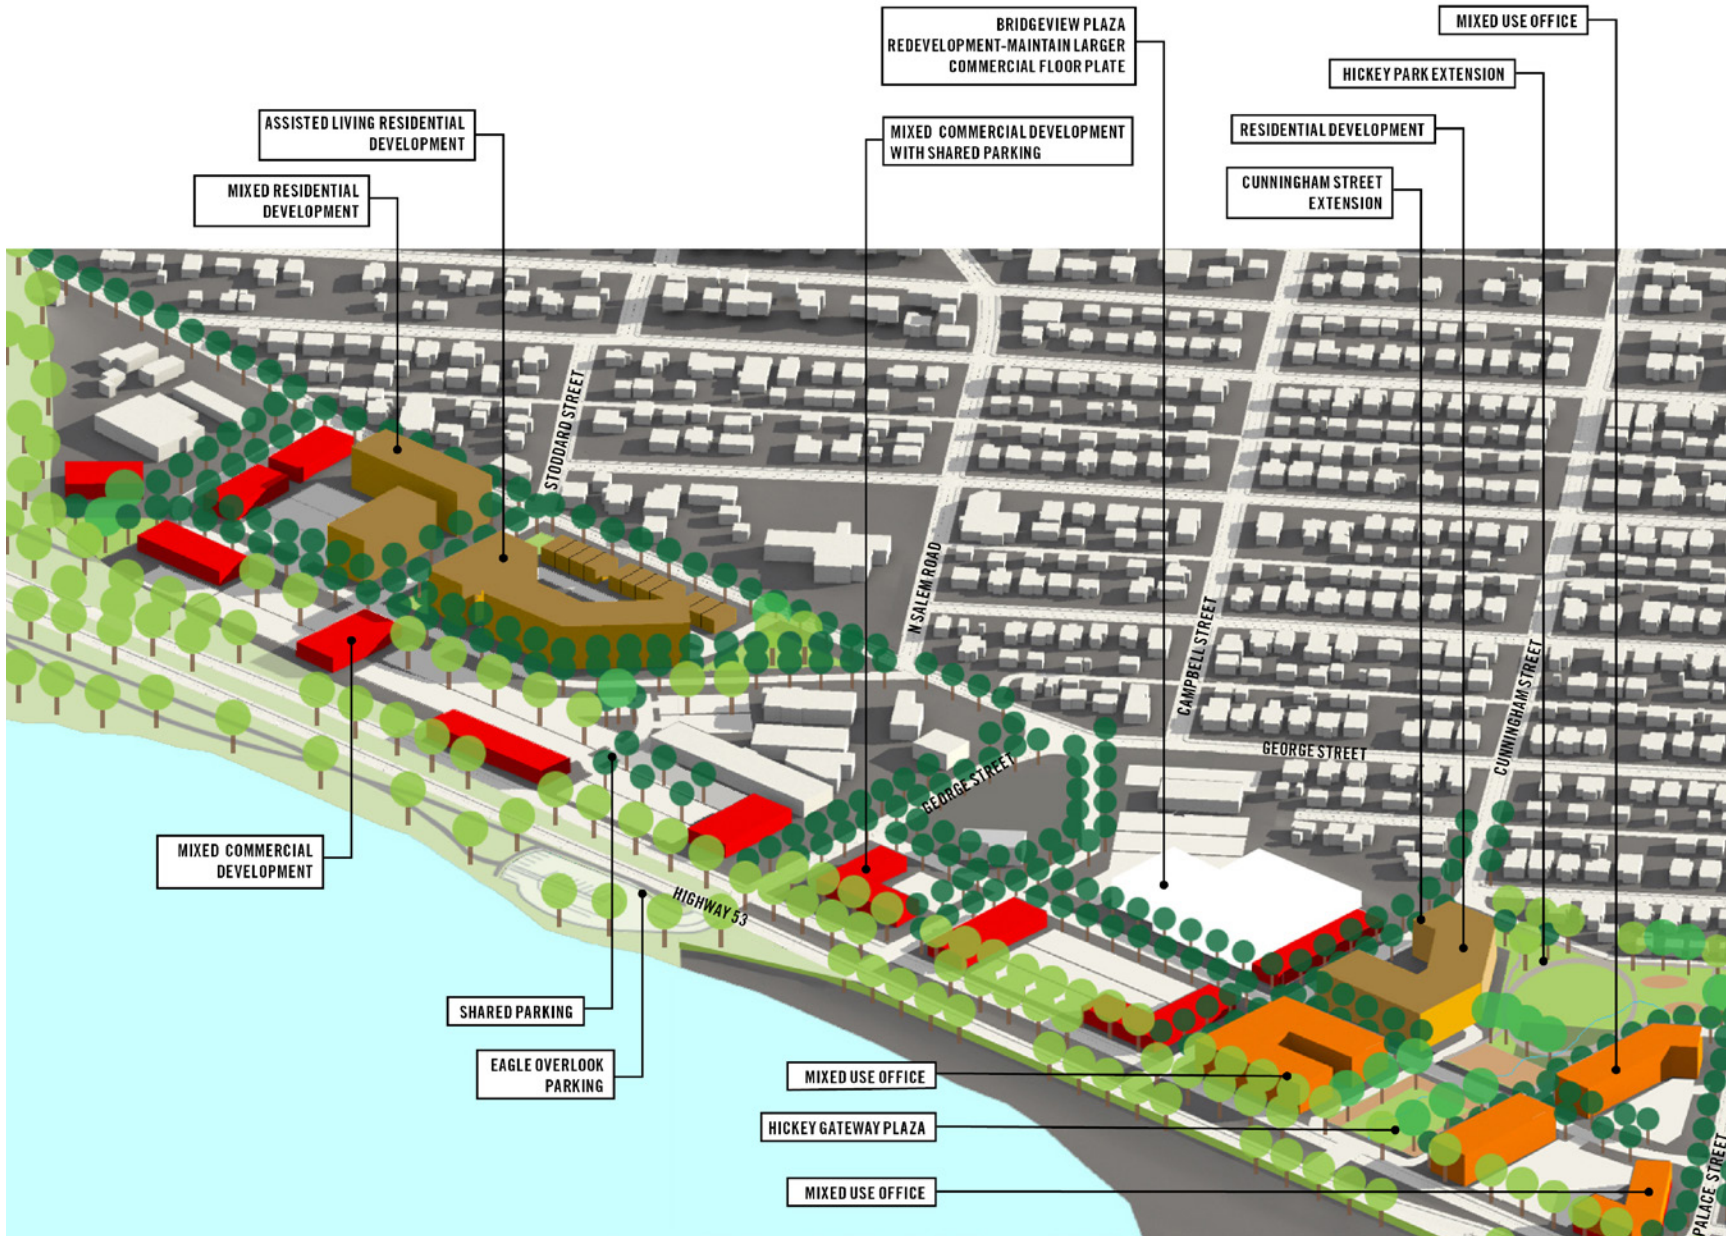 BRIDGEVIEW PLAZA
REDEVELOPMENT-MAINTAIN LARGER
COMMERCIAL FLOOR PLATE
MIXED USE OFFICE
HICKEY PARK EXTENSION
ASSISTED LIVING RESIDENTIAL
DEVELOPMENT
MIXED COMMERCIAL DEVELOPMENT
WITH SHARED PARKING
RESIDENTIAL DEVELOPMENT
MIXED RESIDENTIAL
DEVELOPMENT
CUNNINGHAM STREET
EXTENSION
STODDARD STREET
N SALEM ROAD
CAMPBELL STREET
CUNNINGHAM STREET
GEORGE STREET
GEORGE STREET
MIXED COMMERCIAL
DEVELOPMENT
HIGHWAY 53
SHARED PARKING
EAGLE OVERLOOK
PARKING
MIXED USE OFFICE
HICKEY GATEWAY PLAZA
MIXED USE OFFICE
PALACE STREET